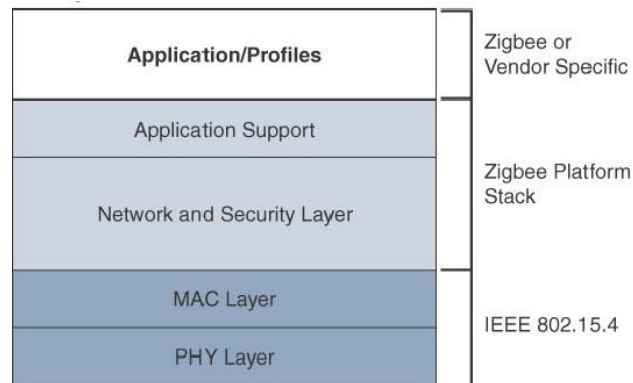 Application/Profiles
Zigbee or
Vendor Specific
Application Support
Network and Security Layer
Zigbee Platform
Stack
MAC Layer
PHY Layer
IEEE 802.15.4